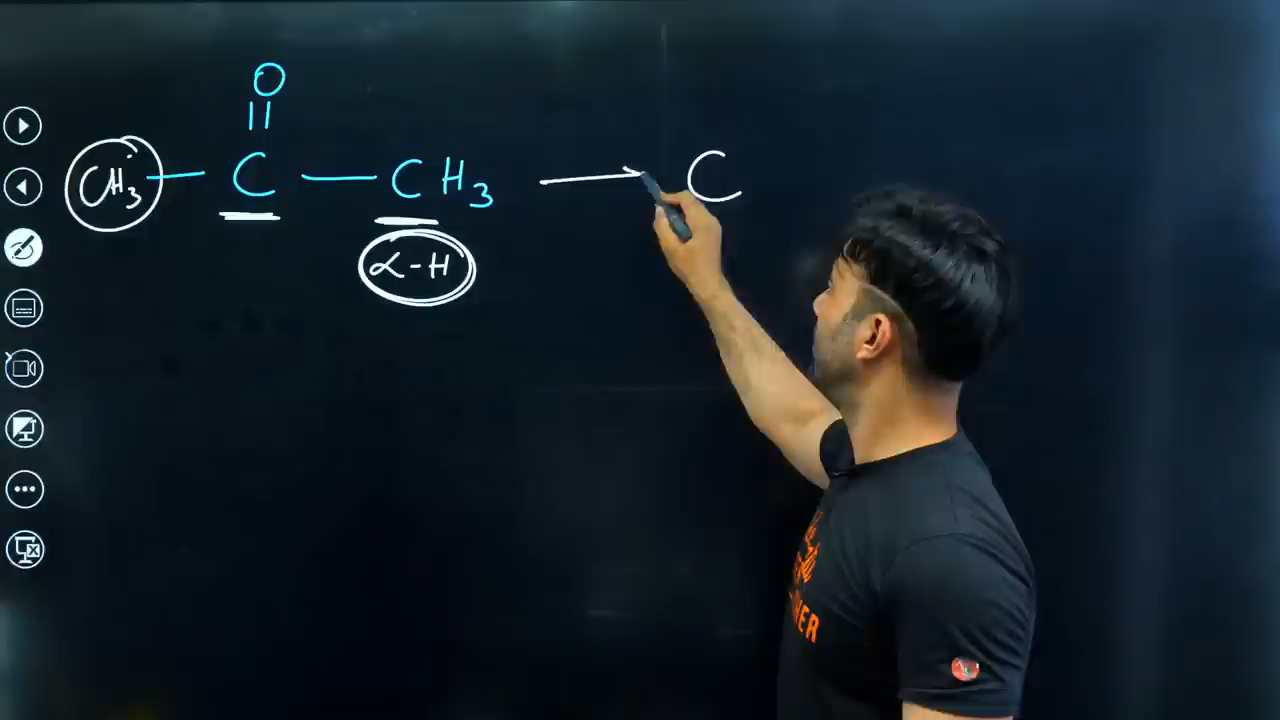 O
||
CH₃ — C — CH₃ → C
α-H